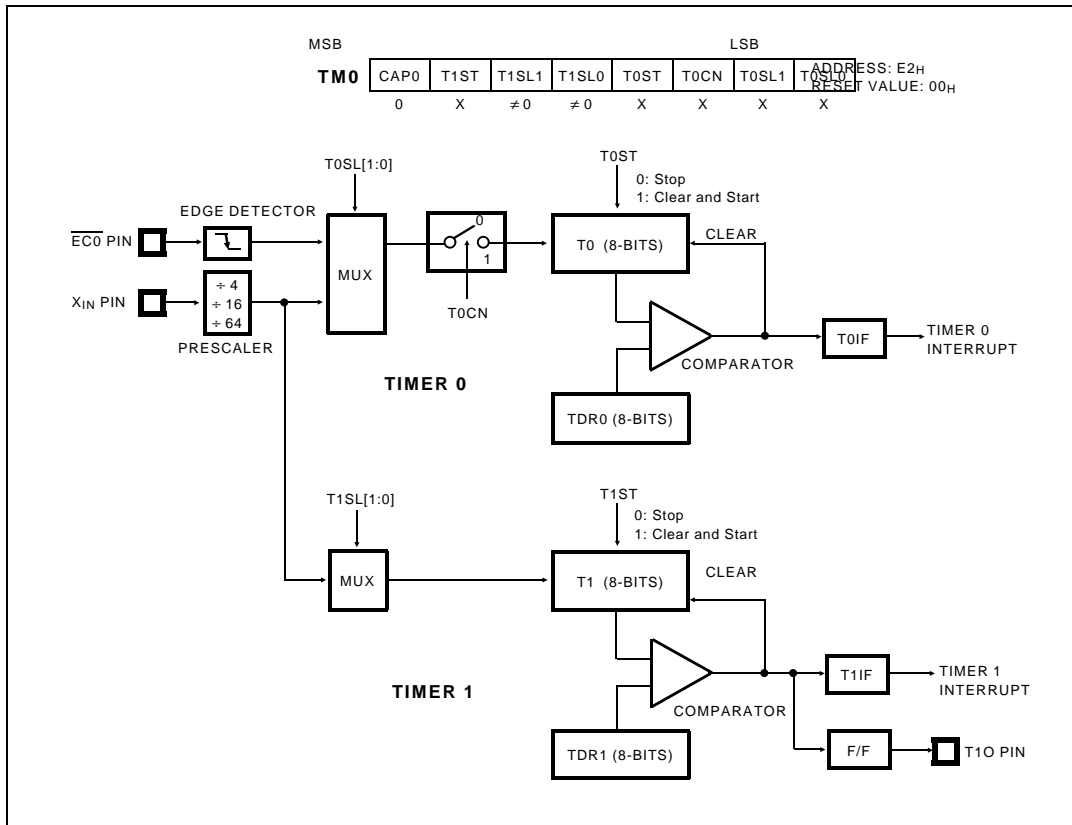 MSB LSB
TM0 CAP0 T1ST T1SL1 T1SL0 T0ST T0CN T0SL1 T0SL0
ADDRESS: E2H
RESET VALUE: 00H
0 X ≠0 ≠0 X X X X
T0SL[1:0]
T0ST
0: Stop
1: Clear and Start
EDGE DETECTOR
EC0 PIN
MUX
0
1
T0CN
T0 (8-BITS)
CLEAR
XIN PIN
÷ 4
÷ 16
÷ 64
PRESCALER
COMPARATOR
T0IF
TIMER 0
INTERRUPT
TIMER 0
TDR0 (8-BITS)
T1SL[1:0]
T1ST
0: Stop
1: Clear and Start
MUX
T1 (8-BITS)
CLEAR
TIMER 1
COMPARATOR
T1IF
TIMER 1
INTERRUPT
TDR1 (8-BITS)
F/F
T1O PIN